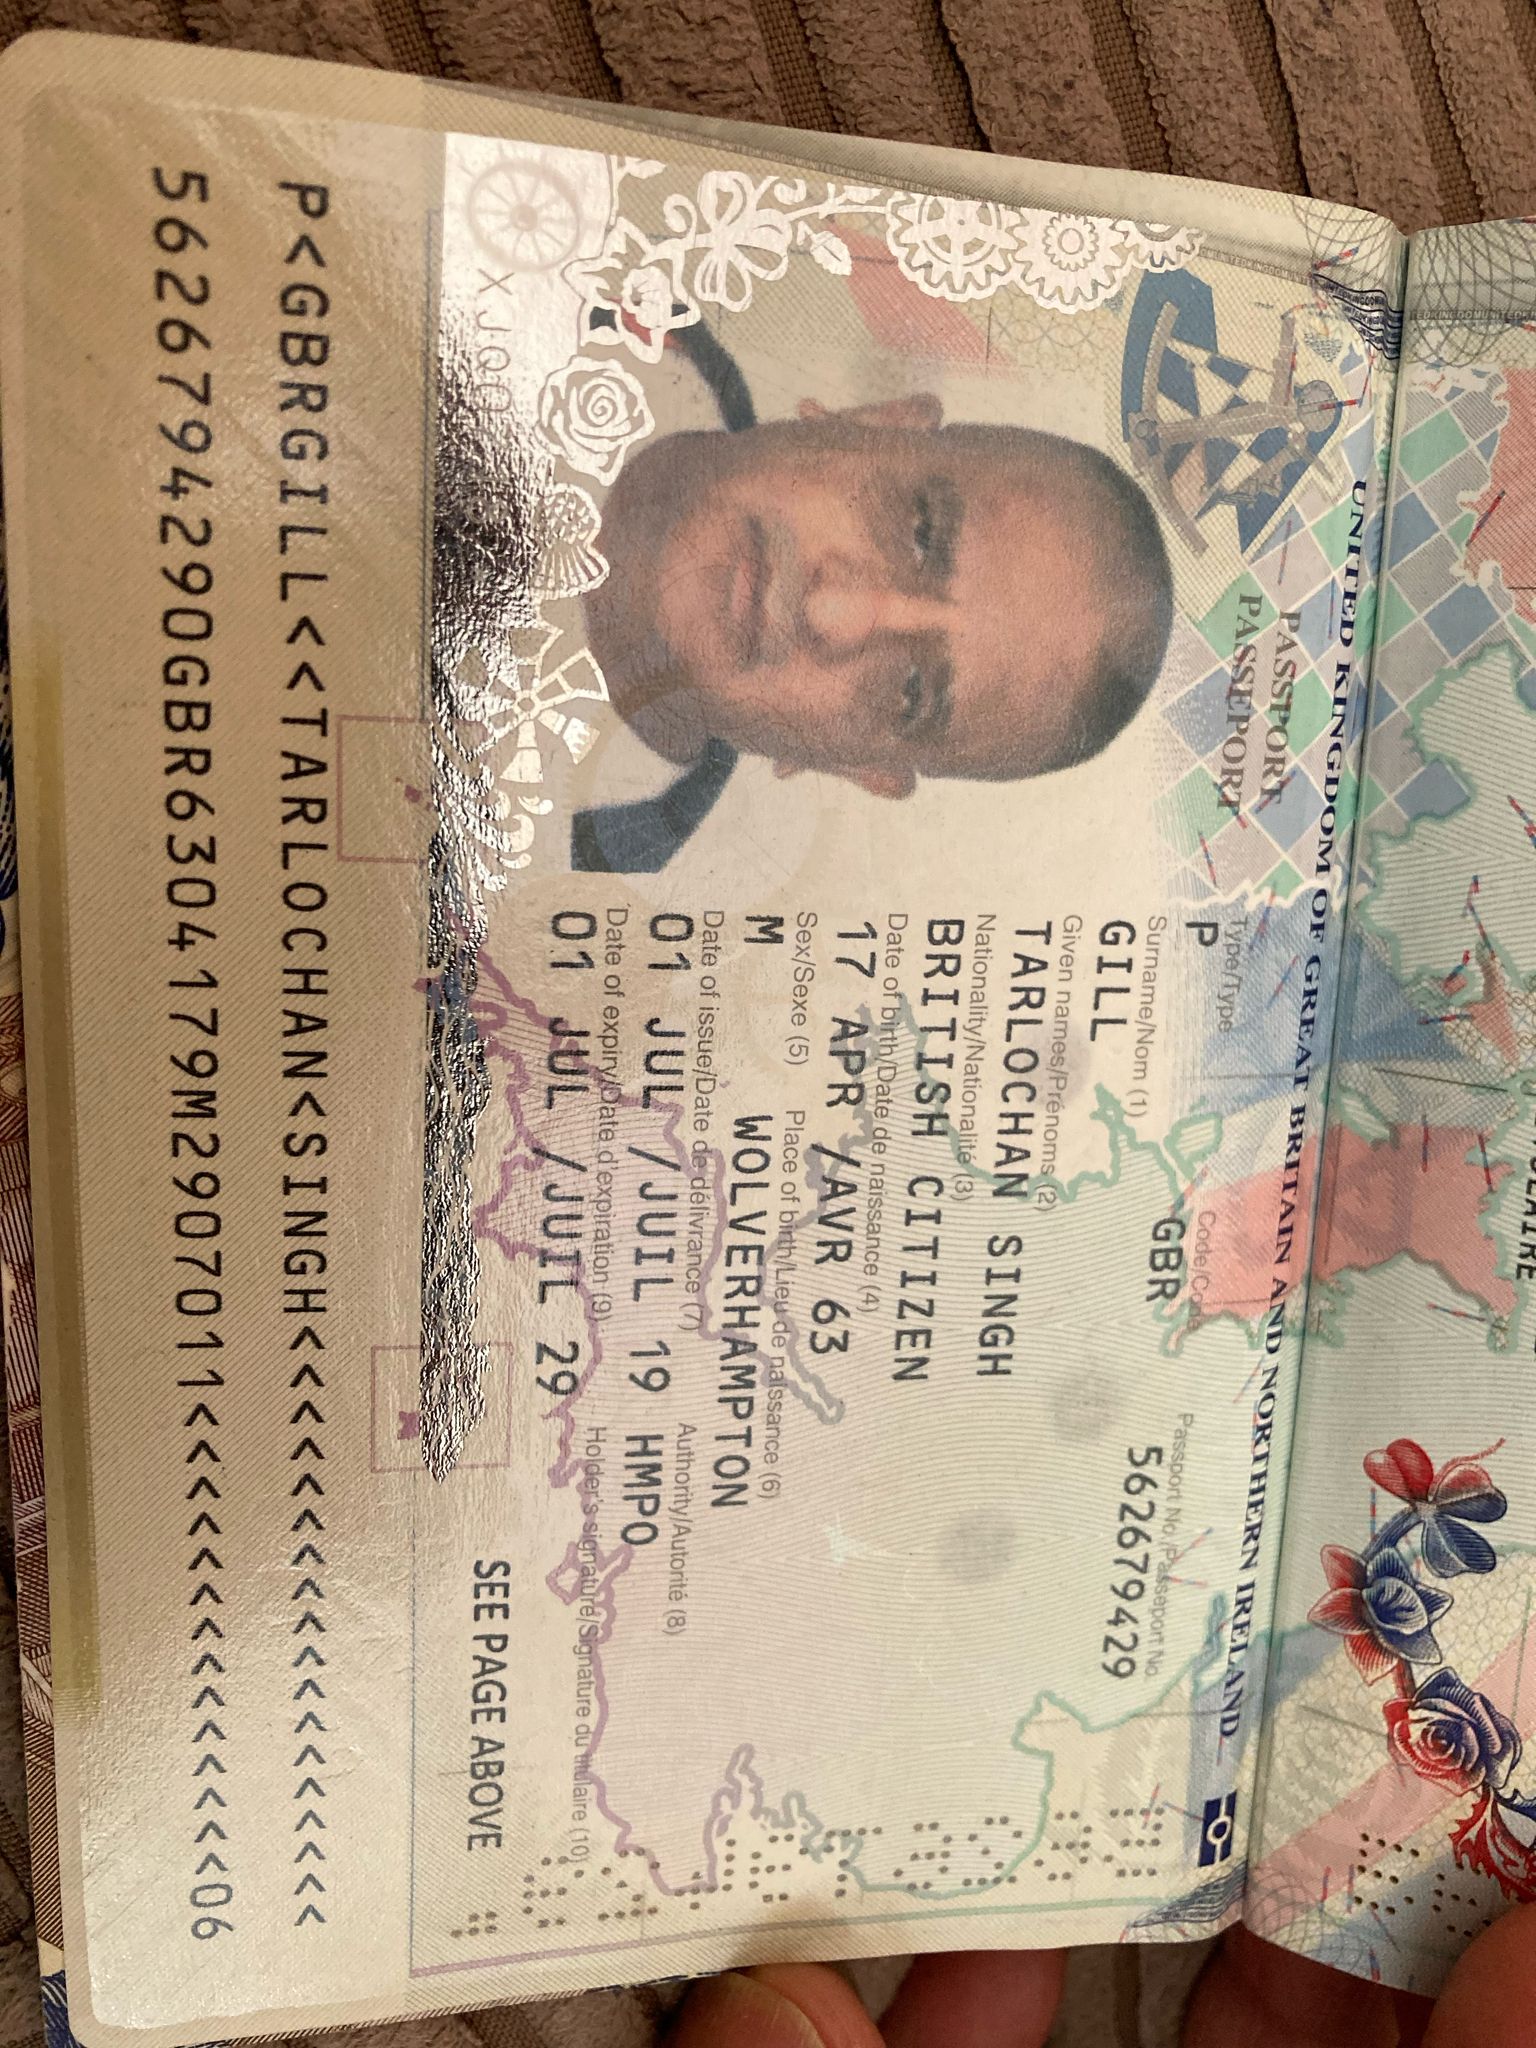 UNITED KINGDOM OF GREAT BRITAIN AND NORTHERN IRELAND
PASSPORT
PASSEPORT
Type/Type
P
Code/Code
GBR
Passport No./Passeport No.
562679429
Surname/Nom (1)
GILL
Given names/Prénoms (2)
TARLOCHAN SINGH
Nationality/Nationalité (3)
BRITISH CITIZEN
Date of birth/Date de naissance (4)
17 APR /AVR 63
Sex/Sexe (5) Place of birth/Lieu de naissance (6)
M WOLVERHAMPTON
Date of issue/Date de délivrance (7) Authority/Autorité (8)
01 JUL /JUIL 19 HMPO
Date of expiry/Date d'expiration (9) Holder's signature/Signature du titulaire (10)
01 JUL /JUIL 29
SEE PAGE ABOVE
P<GBRGILL<<TARLOCHAN<SINGH<<<<<<<<<<<<<<<<<<
5626794290GBR6304179M2907011<<<<<<<<<<<<<<06